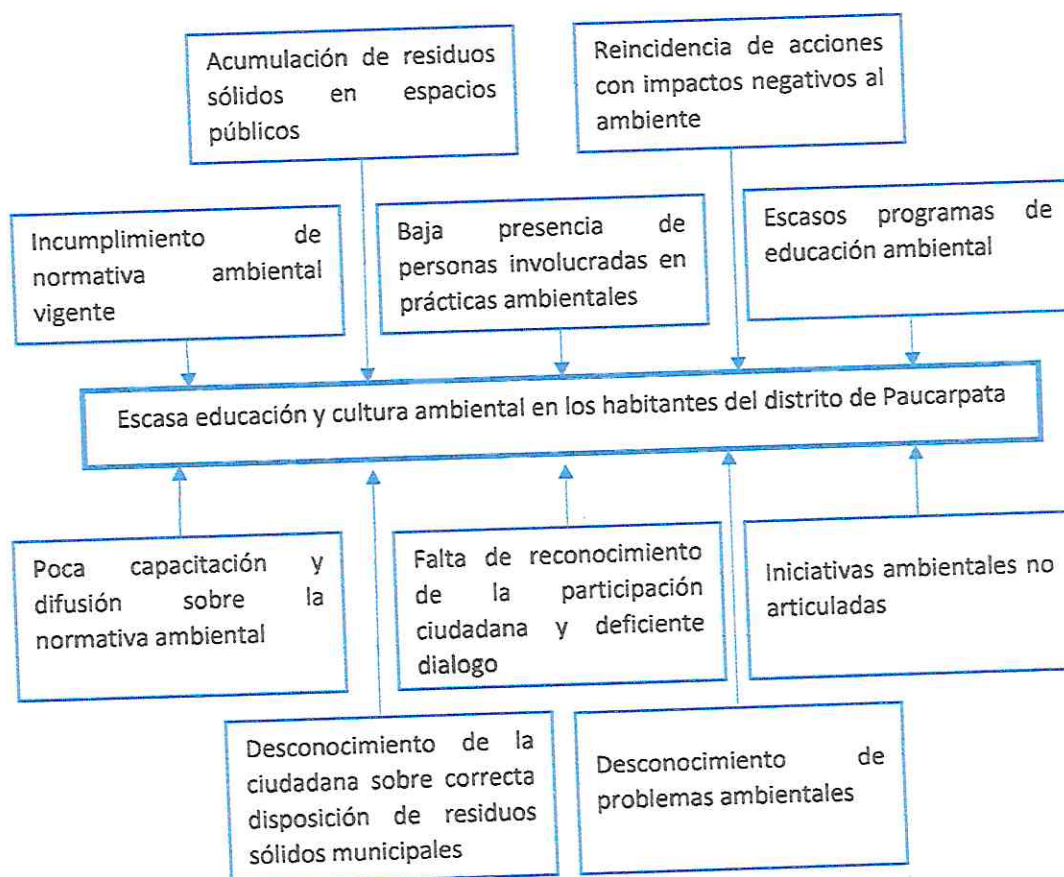 Acumulación de residuos
sólidos en espacios
públicos
Reincidencia de acciones
con impactos negativos al
ambiente
Incumplimiento de
normativa ambiental
vigente
Baja presencia de
personas involucradas en
prácticas ambientales
Escasos programas de
educación ambiental
Escasa educación y cultura ambiental en los habitantes del distrito de Paucarpata
Poca capacitación y
difusión sobre la
normativa ambiental
Falta de reconocimiento
de la participación
ciudadana y deficiente
dialogo
Iniciativas ambientales no
articuladas
Desconocimiento de la
ciudadana sobre correcta
disposición de residuos
sólidos municipales
Desconocimiento de
problemas ambientales